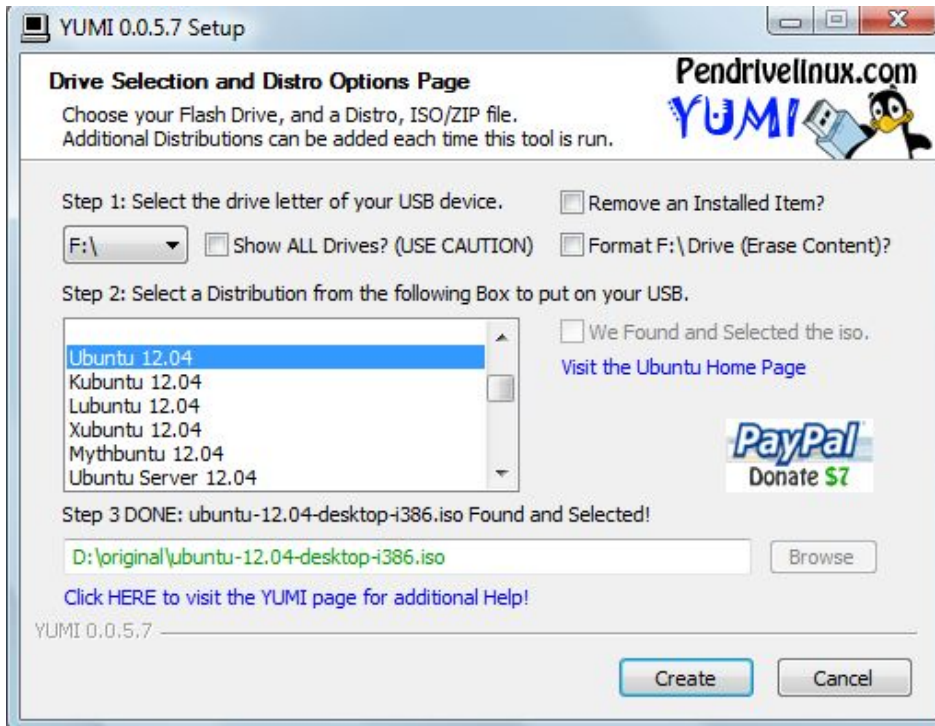 YUMI 0.0.5.7 Setup
Drive Selection and Distro Options Page
Choose your Flash Drive, and a Distro, ISO/ZIP file.
Additional Distributions can be added each time this tool is run.
Pendrivelinux.com
YUMI
Step 1: Select the drive letter of your USB device.
Remove an Installed Item?
F:\
Show ALL Drives? (USE CAUTION)
Format F:\ Drive (Erase Content)?
Step 2: Select a Distribution from the following Box to put on your USB.
Ubuntu 12.04
Kubuntu 12.04
Lubuntu 12.04
Xubuntu 12.04
Mythbuntu 12.04
Ubuntu Server 12.04
We Found and Selected the iso.
Visit the Ubuntu Home Page
PayPal
Donate $7
Step 3 DONE: ubuntu-12.04-desktop-i386.iso Found and Selected!
D:\original\ubuntu-12.04-desktop-i386.iso
Browse
Click HERE to visit the YUMI page for additional Help!
YUMI 0.0.5.7
Create
Cancel